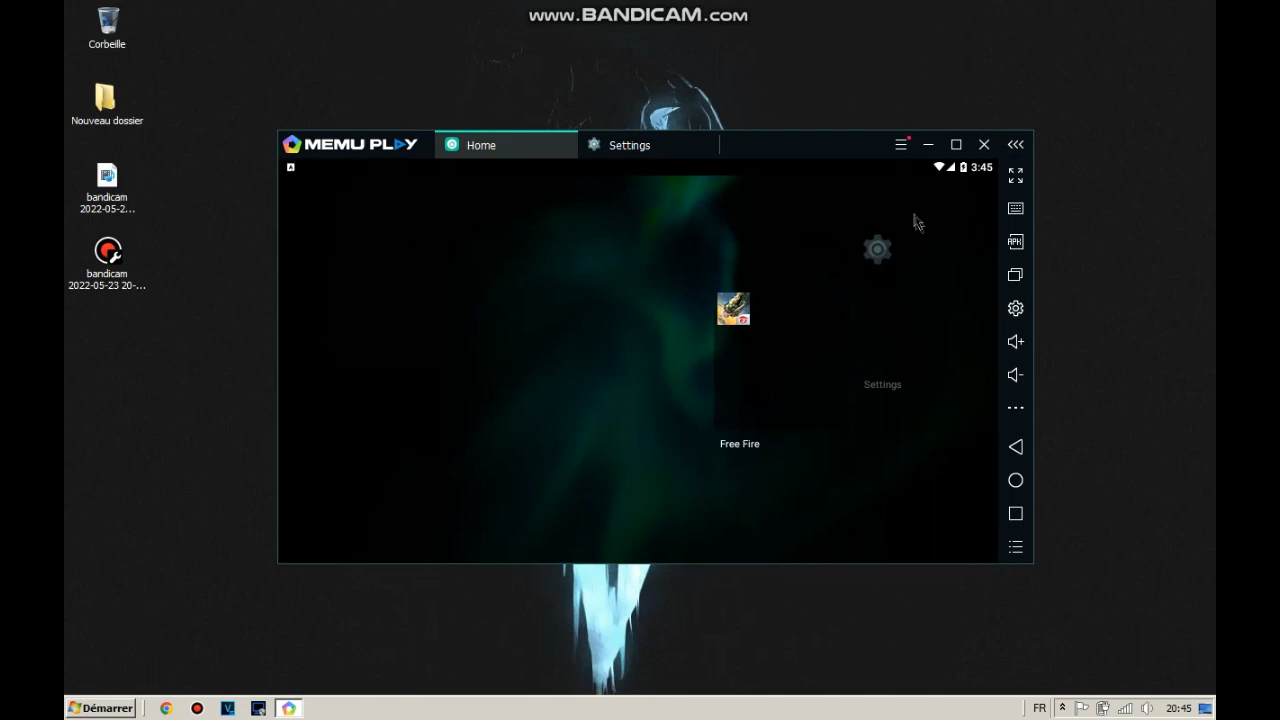 www.BANDICAM.com
Corbeille
Nouveau dossier
bandicam
2022-05-2...
bandicam
2022-05-23 20-...
MEMU PLAY
Home
Settings
A
3:45
APK
Settings
Free Fire
Démarrer
FR
20:45